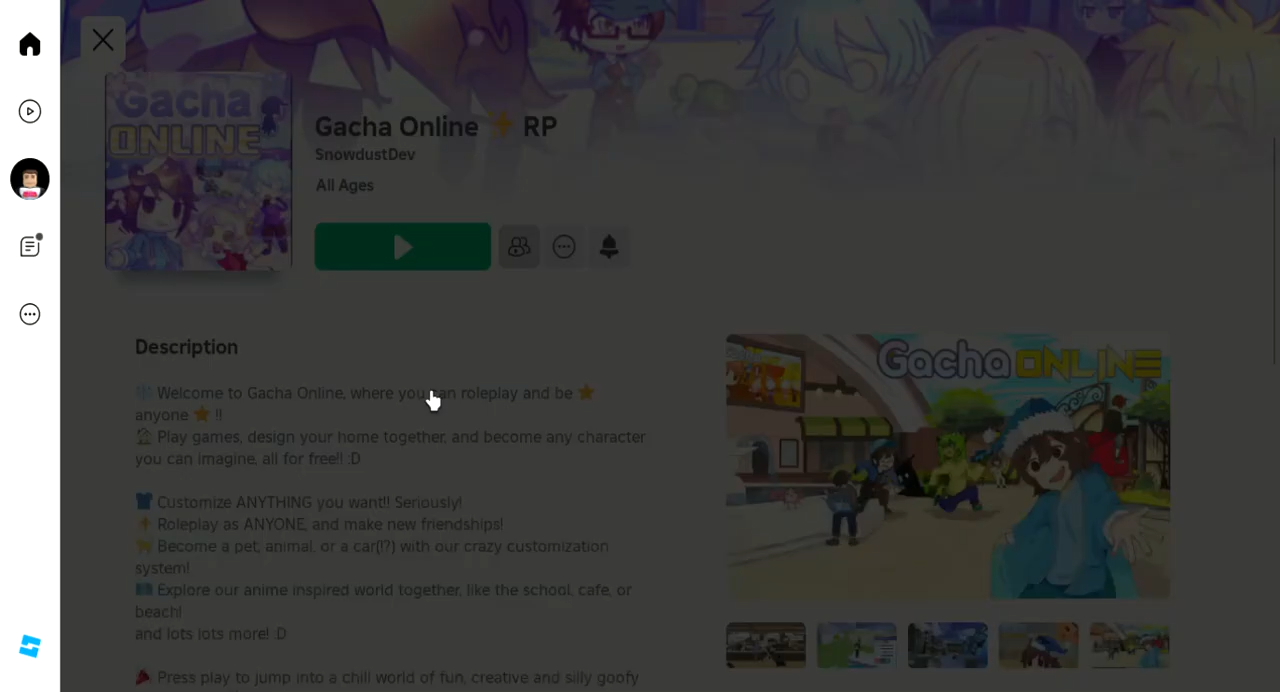 Gacha
ONLINE
Gacha Online ✨ RP
SnowdustDev
All Ages
Description
❄️ Welcome to Gacha Online, where you can roleplay and be ⭐
anyone ⭐ !!
🏠 Play games, design your home together, and become any character
you can imagine, all for free!! :D
👕 Customize ANYTHING you want!! Seriously!
✨ Roleplay as ANYONE, and make new friendships!
🐈 Become a pet, animal, or a car(!?) with our crazy customization
system!
🗺️ Explore our anime inspired world together, like the school, cafe, or
beach!
and lots lots more! :D
🎉 Press play to jump into a chill world of fun, creative and silly goofy
Gacha ONLINE